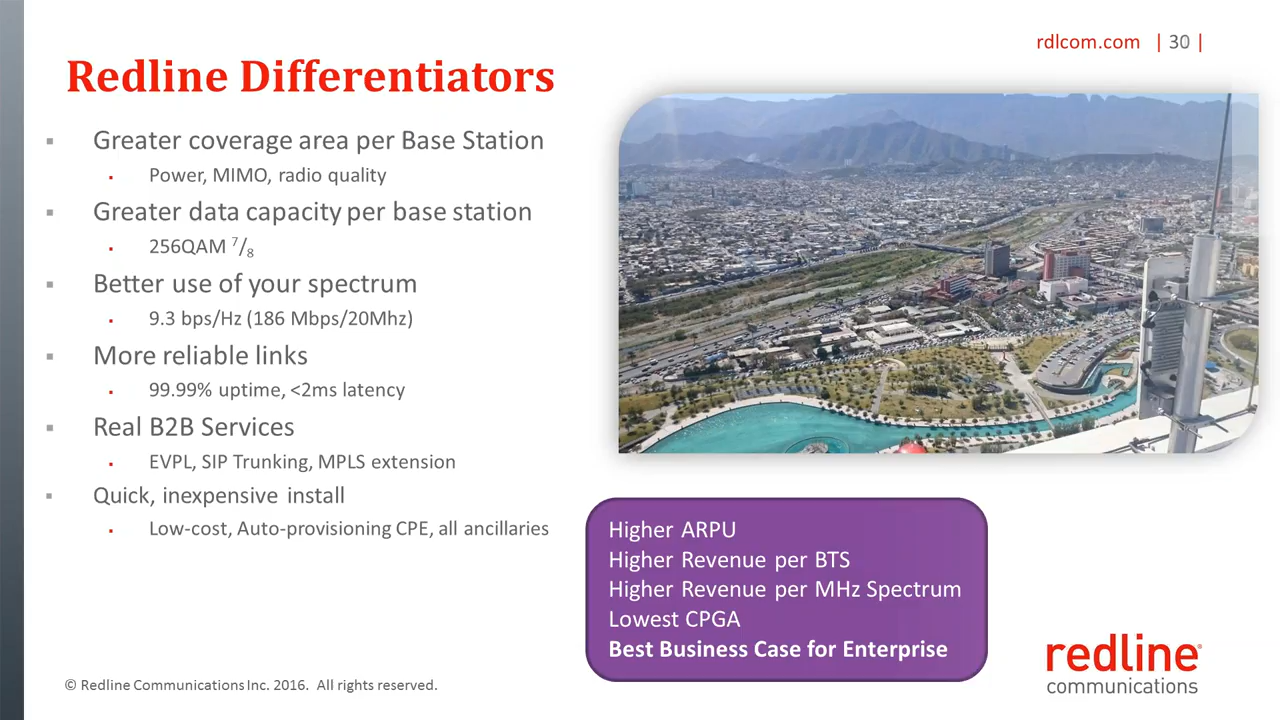 rdlcom.com | 30 |
Redline Differentiators
▪ Greater coverage area per Base Station
▪ Power, MIMO, radio quality
▪ Greater data capacity per base station
▪ 256QAM 7/8
▪ Better use of your spectrum
▪ 9.3 bps/Hz (186 Mbps/20Mhz)
▪ More reliable links
▪ 99.99% uptime, <2ms latency
▪ Real B2B Services
▪ EVPL, SIP Trunking, MPLS extension
▪ Quick, inexpensive install
▪ Low-cost, Auto-provisioning CPE, all ancillaries
Higher ARPU
Higher Revenue per BTS
Higher Revenue per MHz Spectrum
Lowest CPGA
Best Business Case for Enterprise
redline®
communications
© Redline Communications Inc. 2016. All rights reserved.